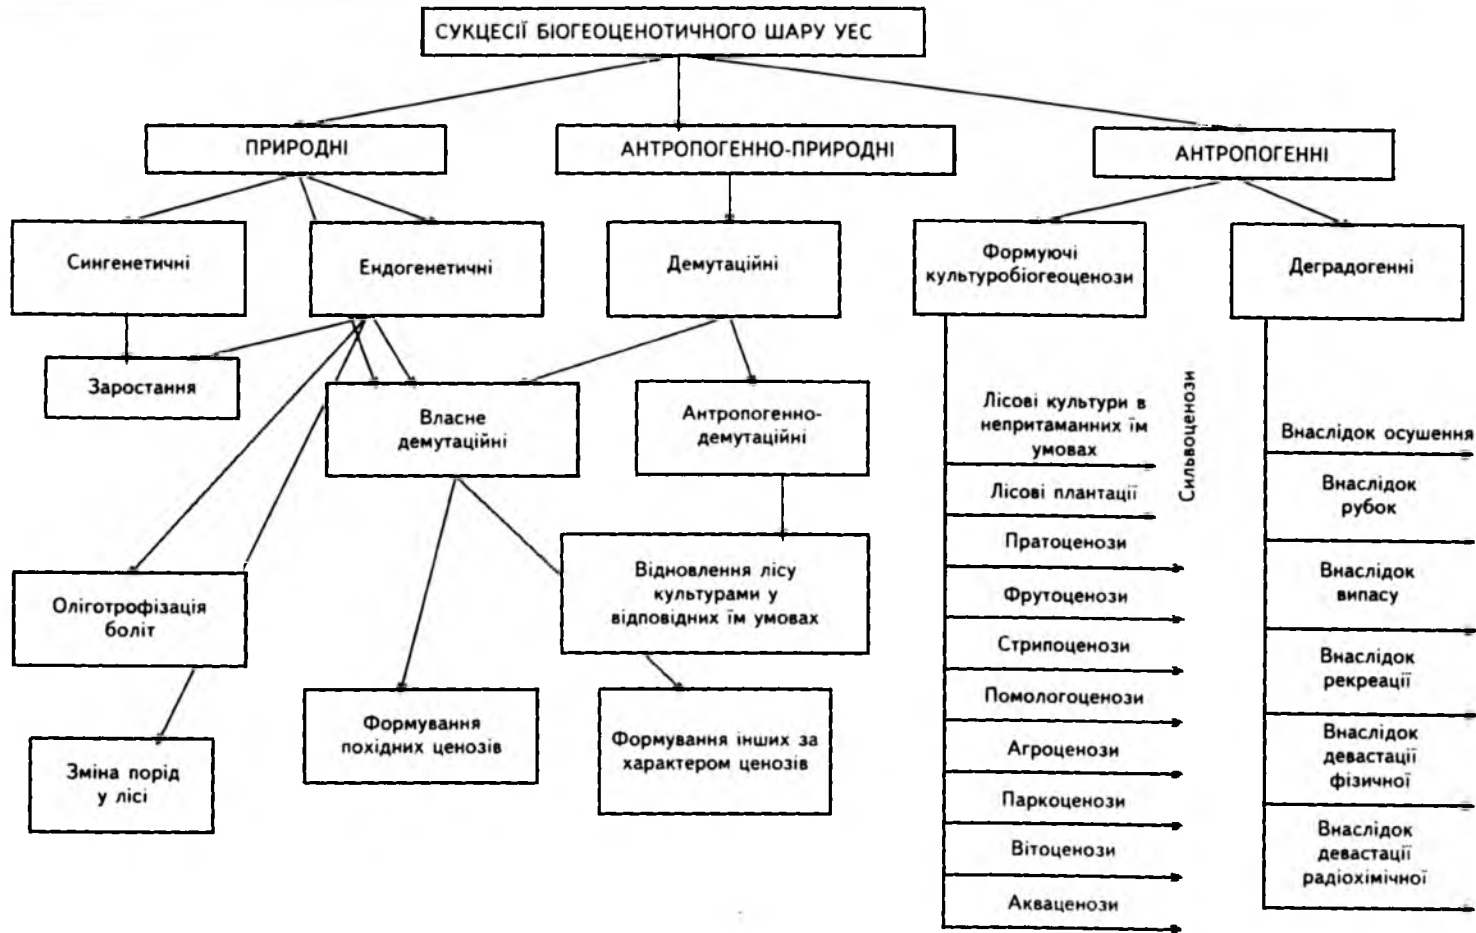 СУКЦЕСІЇ БІОГЕОЦЕНОТИЧНОГО ШАРУ УЕС
ПРИРОДНІ
АНТРОПОГЕННО-ПРИРОДНІ
АНТРОПОГЕННІ
Сингенетичні
Ендогенетичні
Демутаційні
Формуючі
культуробіогеоценози
Деградогенні
Заростання
Власне
демутаційні
Антропогенно-
демутаційні
Оліготрофізація
боліт
Відновлення лісу
культурами у
відповідних їм умовах
Зміна порід
у лісі
Формування
похідних ценозів
Формування інших за
характером ценозів
Лісові культури в
непритаманних їм
умовах
Лісові плантації
Сильвоценози
Пратоценози
Фрутоценози
Стрипоценози
Помологоценози
Агроценози
Паркоценози
Вітоценози
Акваценози
Внаслідок осушення
Внаслідок
рубок
Внаслідок
випасу
Внаслідок
рекреації
Внаслідок
девастації
фізичної
Внаслідок
девастації
радіохімічної